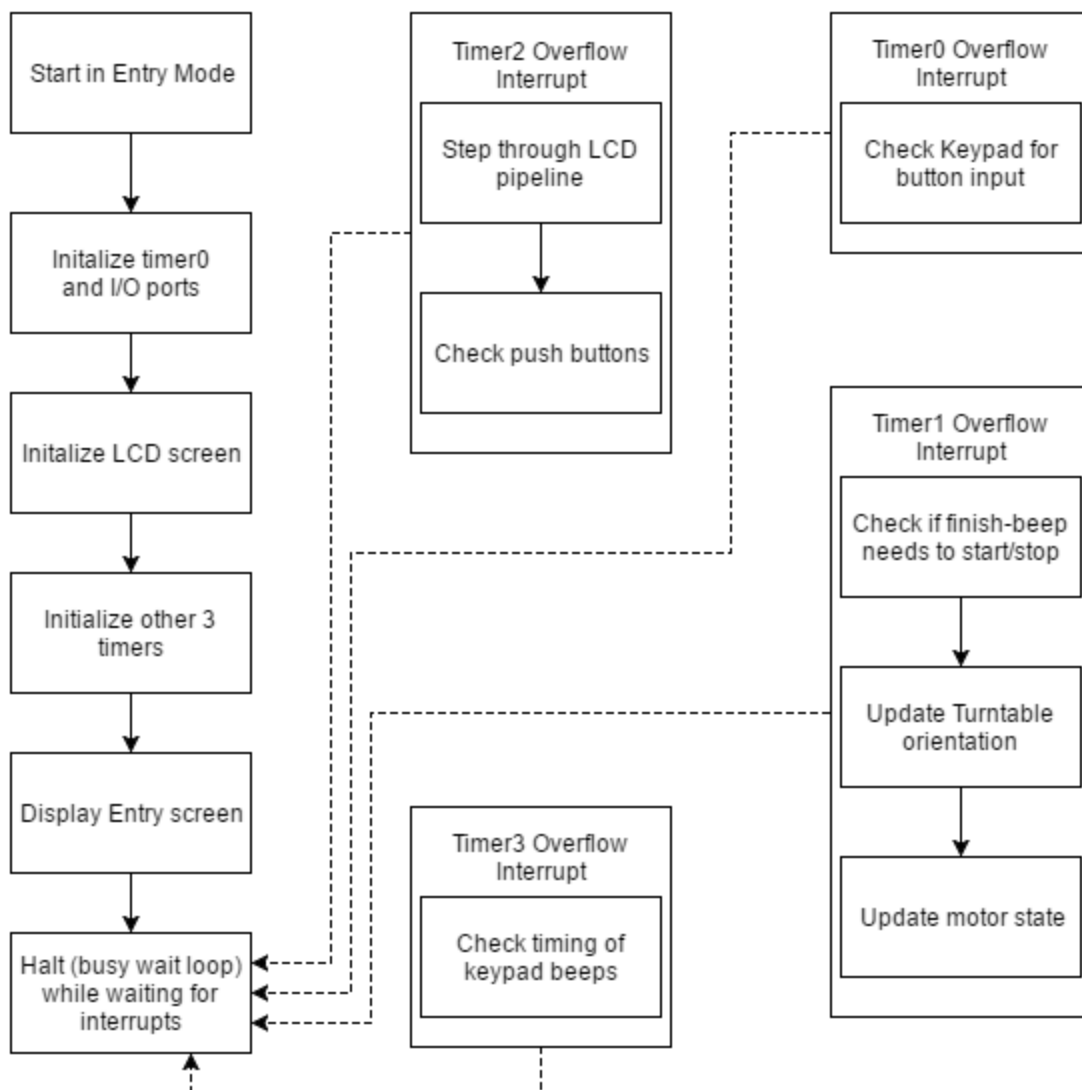 Start in Entry Mode
Initalize timer0
and I/O ports
Initalize LCD screen
Initialize other 3
timers
Display Entry screen
Halt (busy wait loop)
while waiting for
interrupts
Timer2 Overflow
Interrupt
Step through LCD
pipeline
Check push buttons
Timer3 Overflow
Interrupt
Check timing of
keypad beeps
Timer0 Overflow
Interrupt
Check Keypad for
button input
Timer1 Overflow
Interrupt
Check if finish-beep
needs to start/stop
Update Turntable
orientation
Update motor state